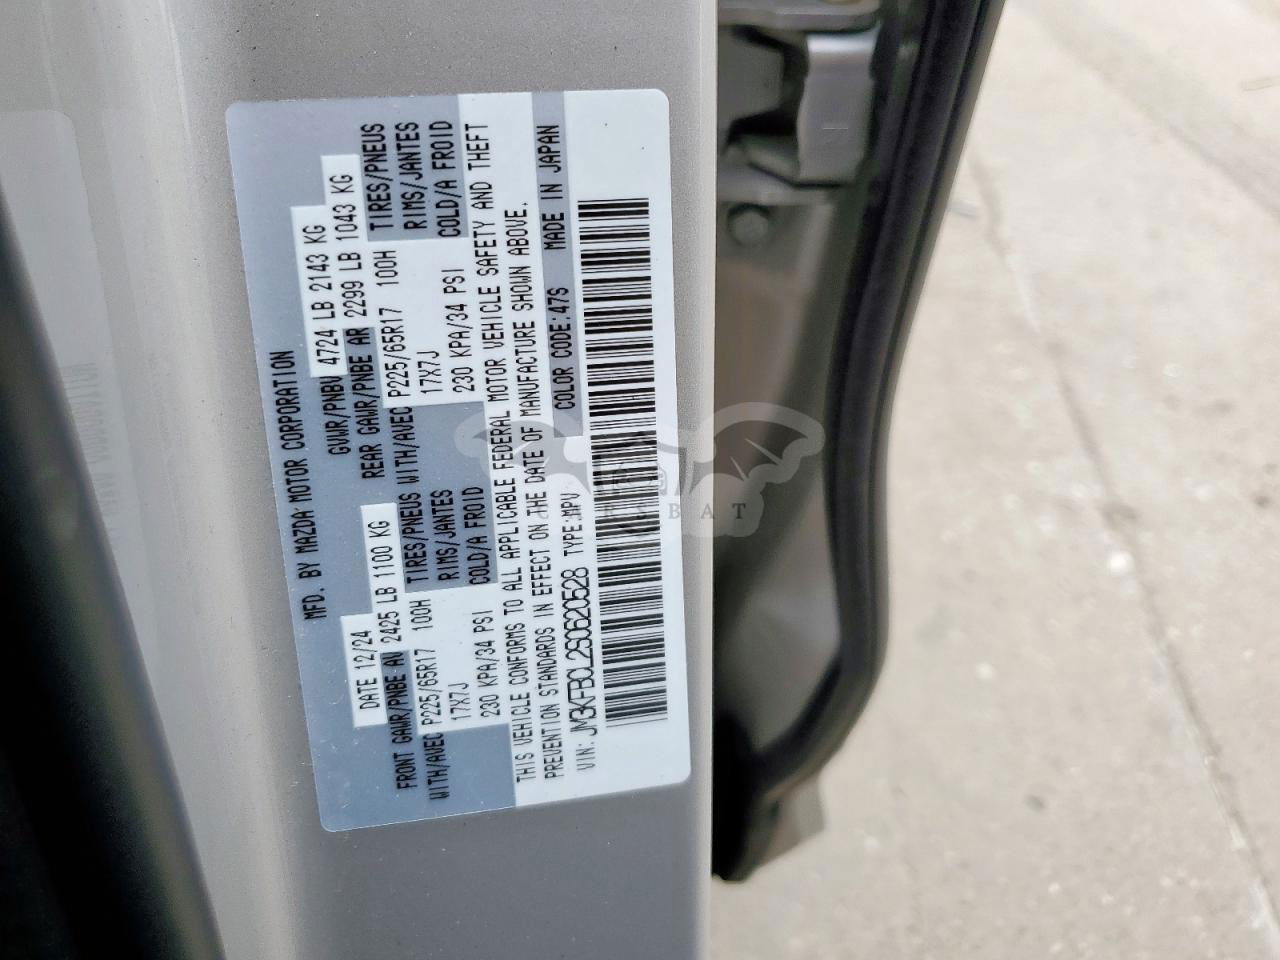 MFD. BY MAZDA MOTOR CORPORATION
DATE 12/24 GVWR/PNBV 4724 LB 2143 KG
FRONT GAWR/PNBE AV 2425 LB 1100 KG REAR GAWR/PNBE AR 2299 LB 1043 KG
WITH/AVEC P225/65R17 100H TIRES/PNEUS WITH/AVEC P225/65R17 100H TIRES/PNEUS
17X7J RIMS/JANTES 17X7J RIMS/JANTES
230 KPA/34 PSI COLD/A FROID 230 KPA/34 PSI COLD/A FROID
THIS VEHICLE CONFORMS TO ALL APPLICABLE FEDERAL MOTOR VEHICLE SAFETY AND THEFT
PREVENTION STANDARDS IN EFFECT ON THE DATE OF MANUFACTURE SHOWN ABOVE.
VIN: JM3KFBCL2S0620528 TYPE:MPV COLOR CODE:47S MADE IN JAPAN
CARSBAT